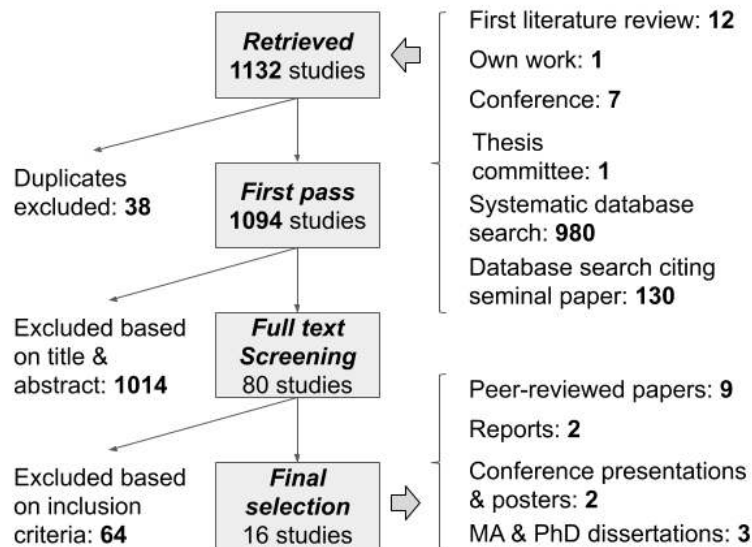 Retrieved
1132 studies
First literature review: 12
Own work: 1
Conference: 7
Thesis
committee: 1
Systematic database
search: 980
Database search citing
seminal paper: 130
Duplicates
excluded: 38
First pass
1094 studies
Excluded based
on title &
abstract: 1014
Full text
Screening
80 studies
Excluded based
on inclusion
criteria: 64
Final
selection
16 studies
Peer-reviewed papers: 9
Reports: 2
Conference presentations
& posters: 2
MA & PhD dissertations: 3